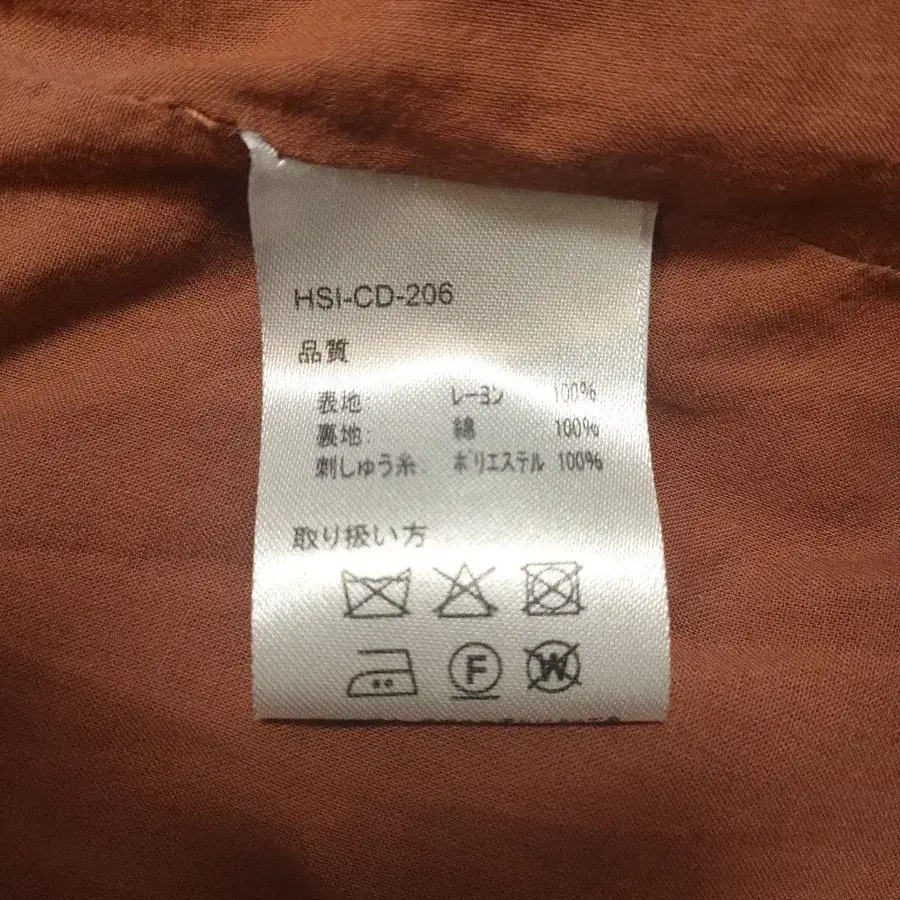 HSI-CD-206
品質
表地: レーヨン 100%
裏地: 綿 100%
刺しゅう糸: ポリエステル 100%
取り扱い方
F W